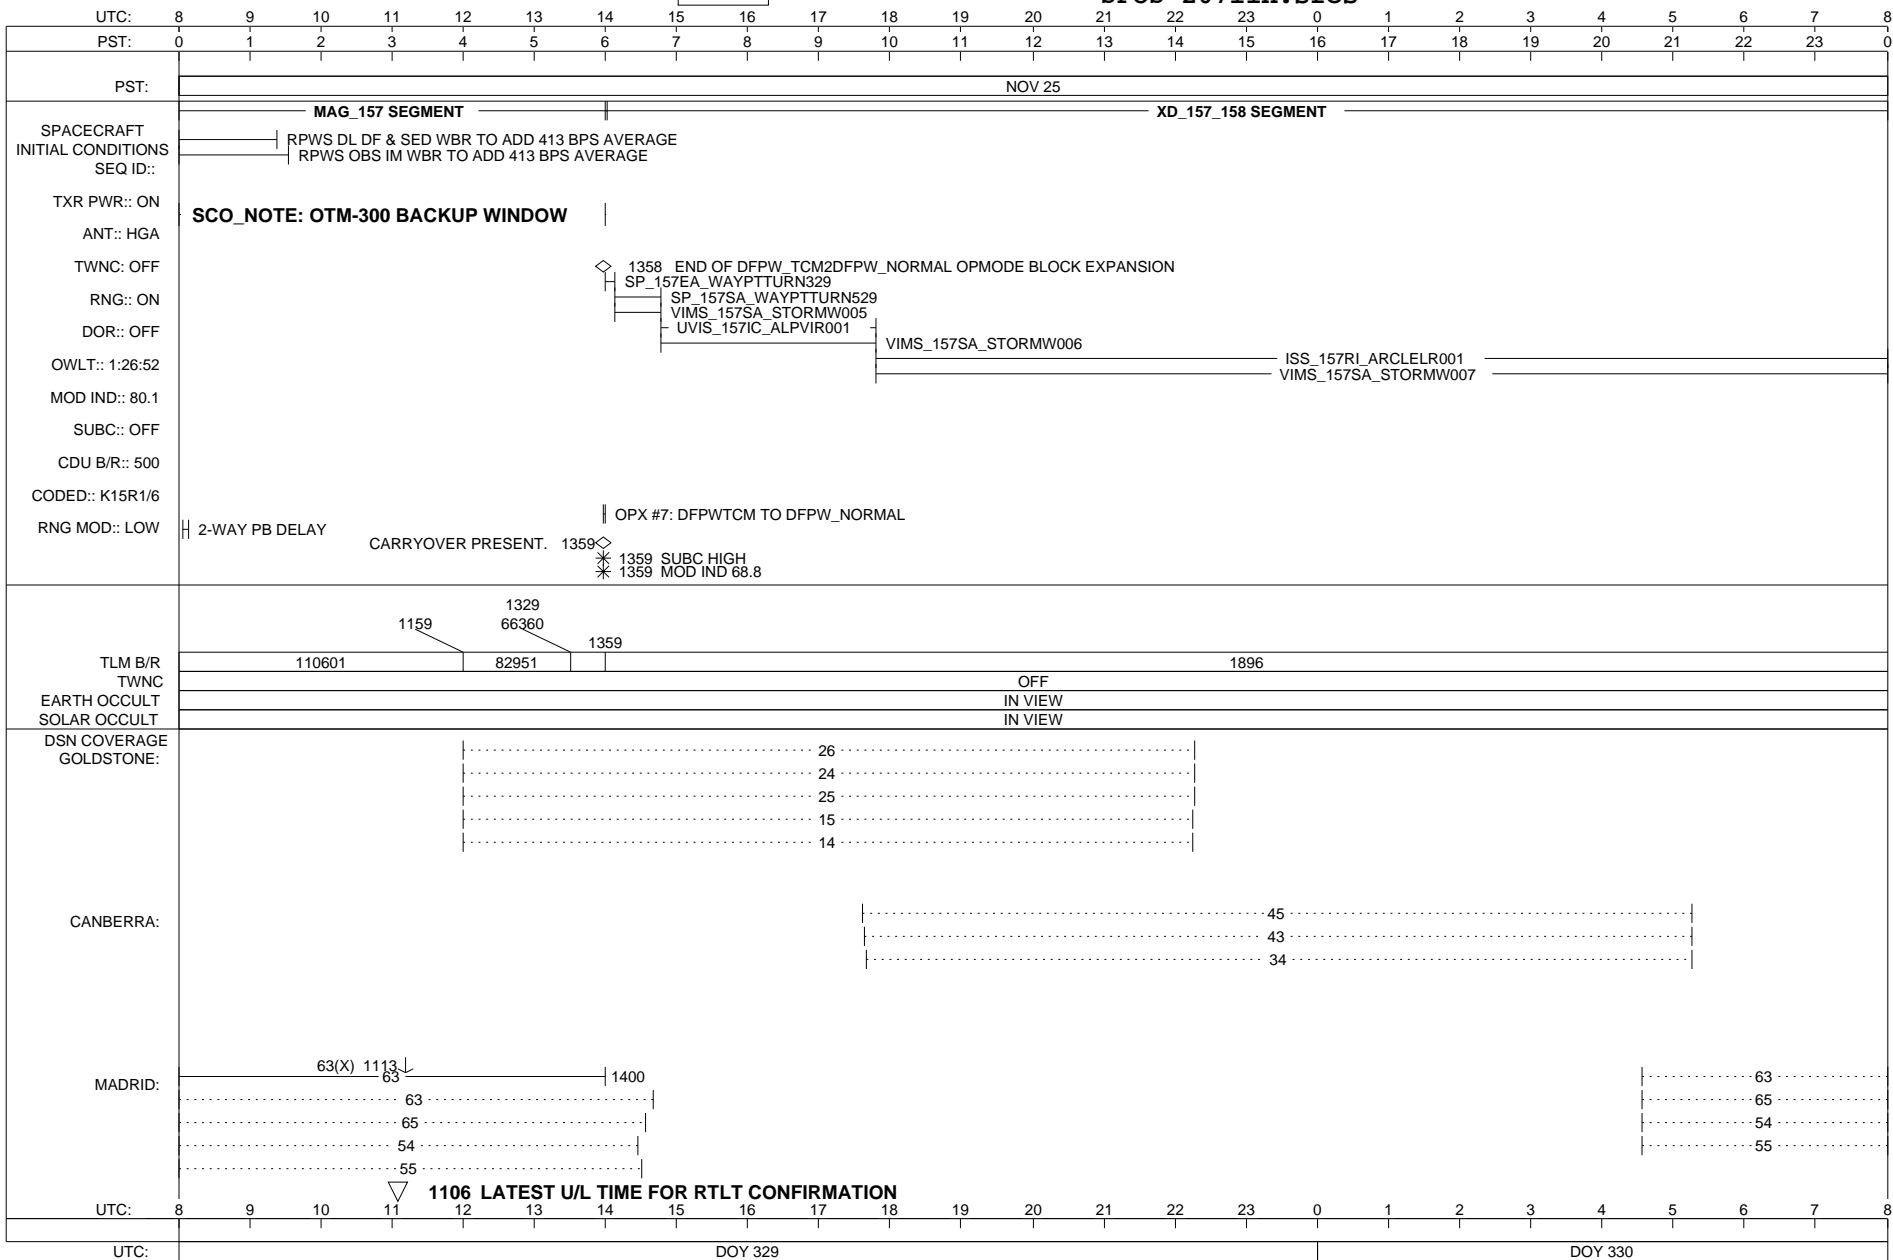 UTC: 8 9 10 11 12 13 14 15 16 17 18 19 20 21 22 23 0 1 2 3 4 5 6 7 8
PST: 0 1 2 3 4 5 6 7 8 9 10 11 12 13 14 15 16 17 18 19 20 21 22 23 0
PST: NOV 25
MAG_157 SEGMENT XD_157_158 SEGMENT
SPACECRAFT
INITIAL CONDITIONS
SEQ ID::
RPWS DL DF & SED WBR TO ADD 413 BPS AVERAGE
RPWS OBS IM WBR TO ADD 413 BPS AVERAGE
TXR PWR:: ON
SCO_NOTE: OTM-300 BACKUP WINDOW
ANT:: HGA
TWNC: OFF
1358 END OF DFPW_TCM2DFPW_NORMAL OPMODE BLOCK EXPANSION
SP_157EA_WAYPTTURN329
RNG:: ON
SP_157SA_WAYPTTURN529
VIMS_157SA_STORMW005
DOR:: OFF
UVIS_157IC_ALPVIR001
VIMS_157SA_STORMW006
OWLT:: 1:26:52
ISS_157RI_ARCLELR001
VIMS_157SA_STORMW007
MOD IND:: 80.1
SUBC:: OFF
CDU B/R:: 500
CODED:: K15R1/6
OPX #7: DFPWTCM TO DFPW_NORMAL
RNG MOD:: LOW
2-WAY PB DELAY
CARRYOVER PRESENT. 1359
1359 SUBC HIGH
1359 MOD IND 68.8
1329
1159 66360
1359
TLM B/R 110601 82951 1896
TWNC OFF
EARTH OCCULT IN VIEW
SOLAR OCCULT IN VIEW
DSN COVERAGE
GOLDSTONE:
26
24
25
15
14
CANBERRA:
45
43
34
MADRID:
63(X) 1113
63 1400 63
63 65
65 54
54 55
55
1106 LATEST U/L TIME FOR RTLT CONFIRMATION
UTC: 8 9 10 11 12 13 14 15 16 17 18 19 20 21 22 23 0 1 2 3 4 5 6 7 8
UTC: DOY 329 DOY 330